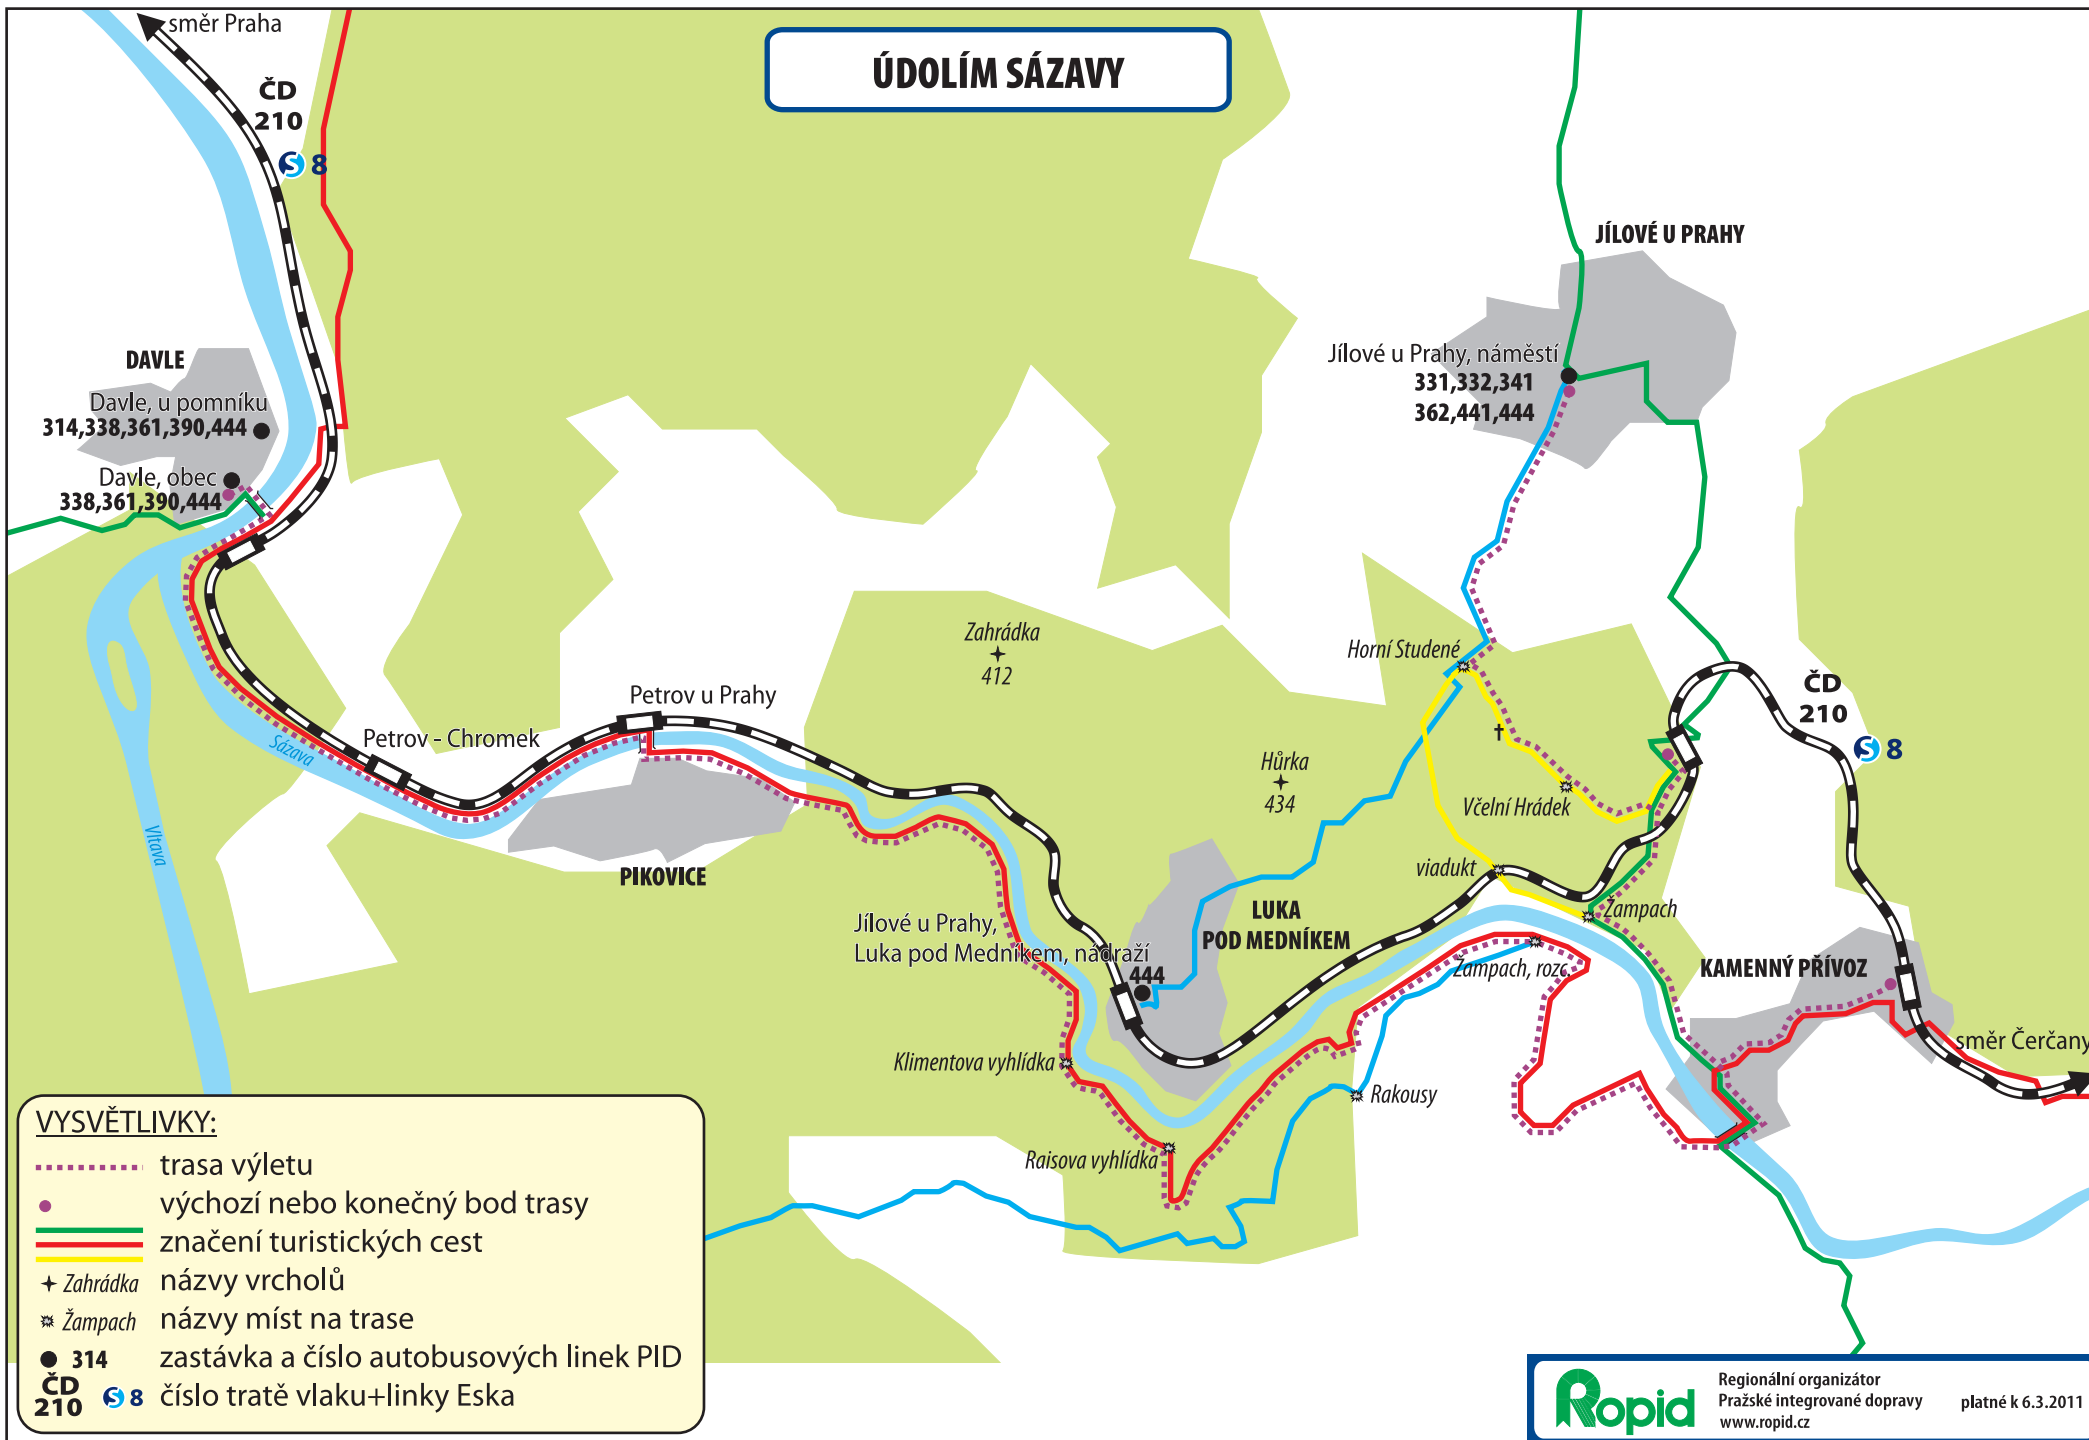 směr Praha
ÚDOLÍM SÁZAVY
ČD
210
S 8
JÍLOVÉ U PRAHY
DAVLE
Jílové u Prahy, náměstí
331,332,341
362,441,444
Davle, u pomníku
314,338,361,390,444
Davle, obec
338,361,390,444
Zahrádka
412
Horní Studené
Petrov u Prahy
ČD
210
S 8
Petrov - Chromek
Sázava
Hůrka
434
Včelní Hrádek
Vltava
PIKOVICE
viadukt
Jílové u Prahy,
Luka pod Medníkem, nádraží
444
LUKA
POD MEDNÍKEM
Žampach
Žampach, rozc.
KAMENNÝ PŘÍVOZ
směr Čerčany
Klimentova vyhlídka
Rakousy
Raisova vyhlídka
VYSVĚTLIVKY:
trasa výletu
výchozí nebo konečný bod trasy
značení turistických cest
Zahrádka názvy vrcholů
Žampach názvy míst na trase
314 zastávka a číslo autobusových linek PID
ČD
210 S 8 číslo tratě vlaku+linky Eska
Ropid
Regionální organizátor
Pražské integrované dopravy
www.ropid.cz
platné k 6.3.2011